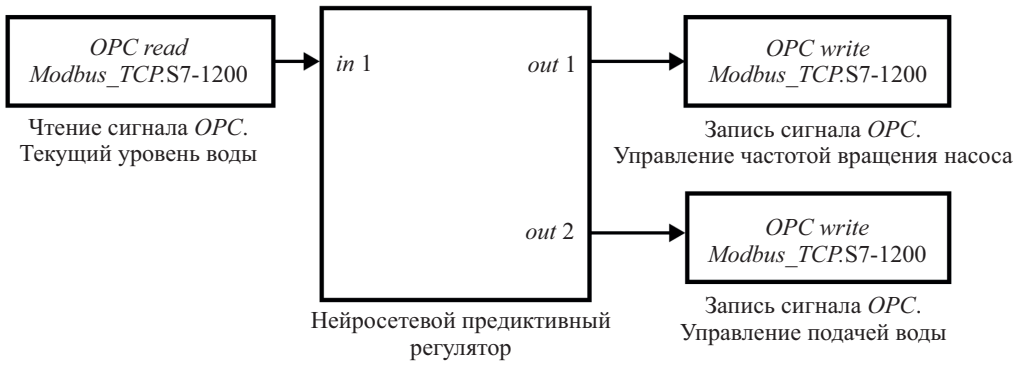 OPC read
Modbus_TCP.S7-1200
Чтение сигнала OPC.
Текущий уровень воды
in 1
out 1
out 2
Нейросетевой предиктивный
регулятор
OPC write
Modbus_TCP.S7-1200
Запись сигнала OPC.
Управление частотой вращения насоса
OPC write
Modbus_TCP.S7-1200
Запись сигнала OPC.
Управление подачей воды